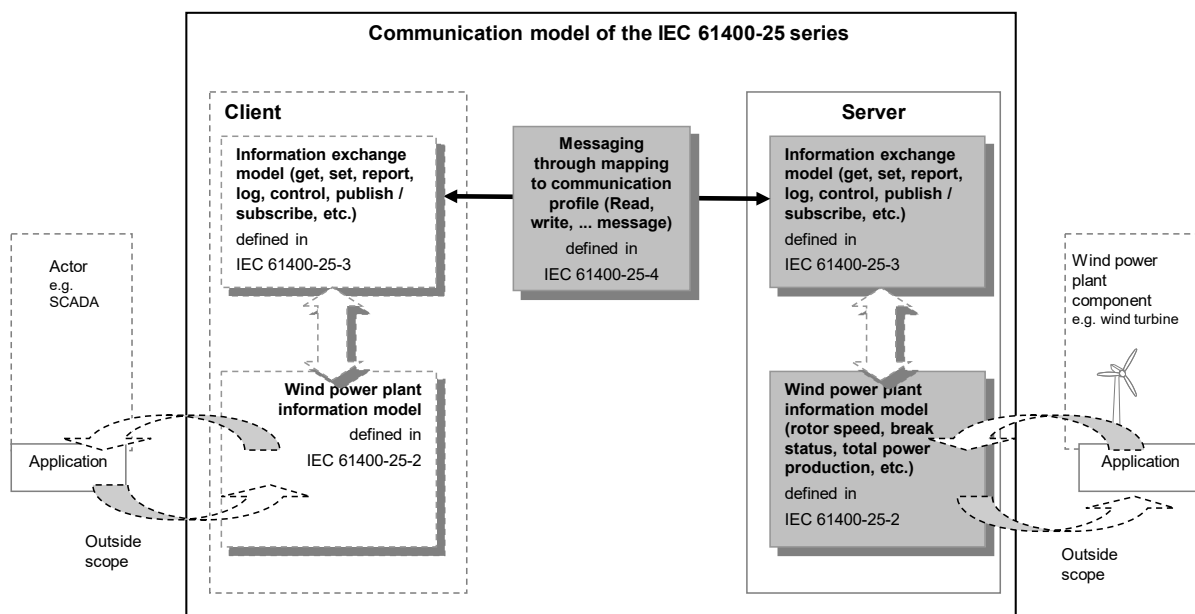 Communication model of the IEC 61400-25 series
Client
Information exchange
model (get, set, report,
log, control, publish /
subscribe, etc.)
defined in
IEC 61400-25-3
Messaging
through mapping
to communication
profile (Read,
write, ... message)
defined in
IEC 61400-25-4
Server
Information exchange
model (get, set, report,
log, control, publish /
subscribe, etc.)
defined in
IEC 61400-25-3
Actor
e.g.
SCADA
Application
Outside
scope
Wind power plant
information model
defined in
IEC 61400-25-2
Wind power plant
information model
(rotor speed, break
status, total power
production, etc.)
defined in
IEC 61400-25-2
Wind power
plant
component
e.g. wind turbine
Application
Outside
scope